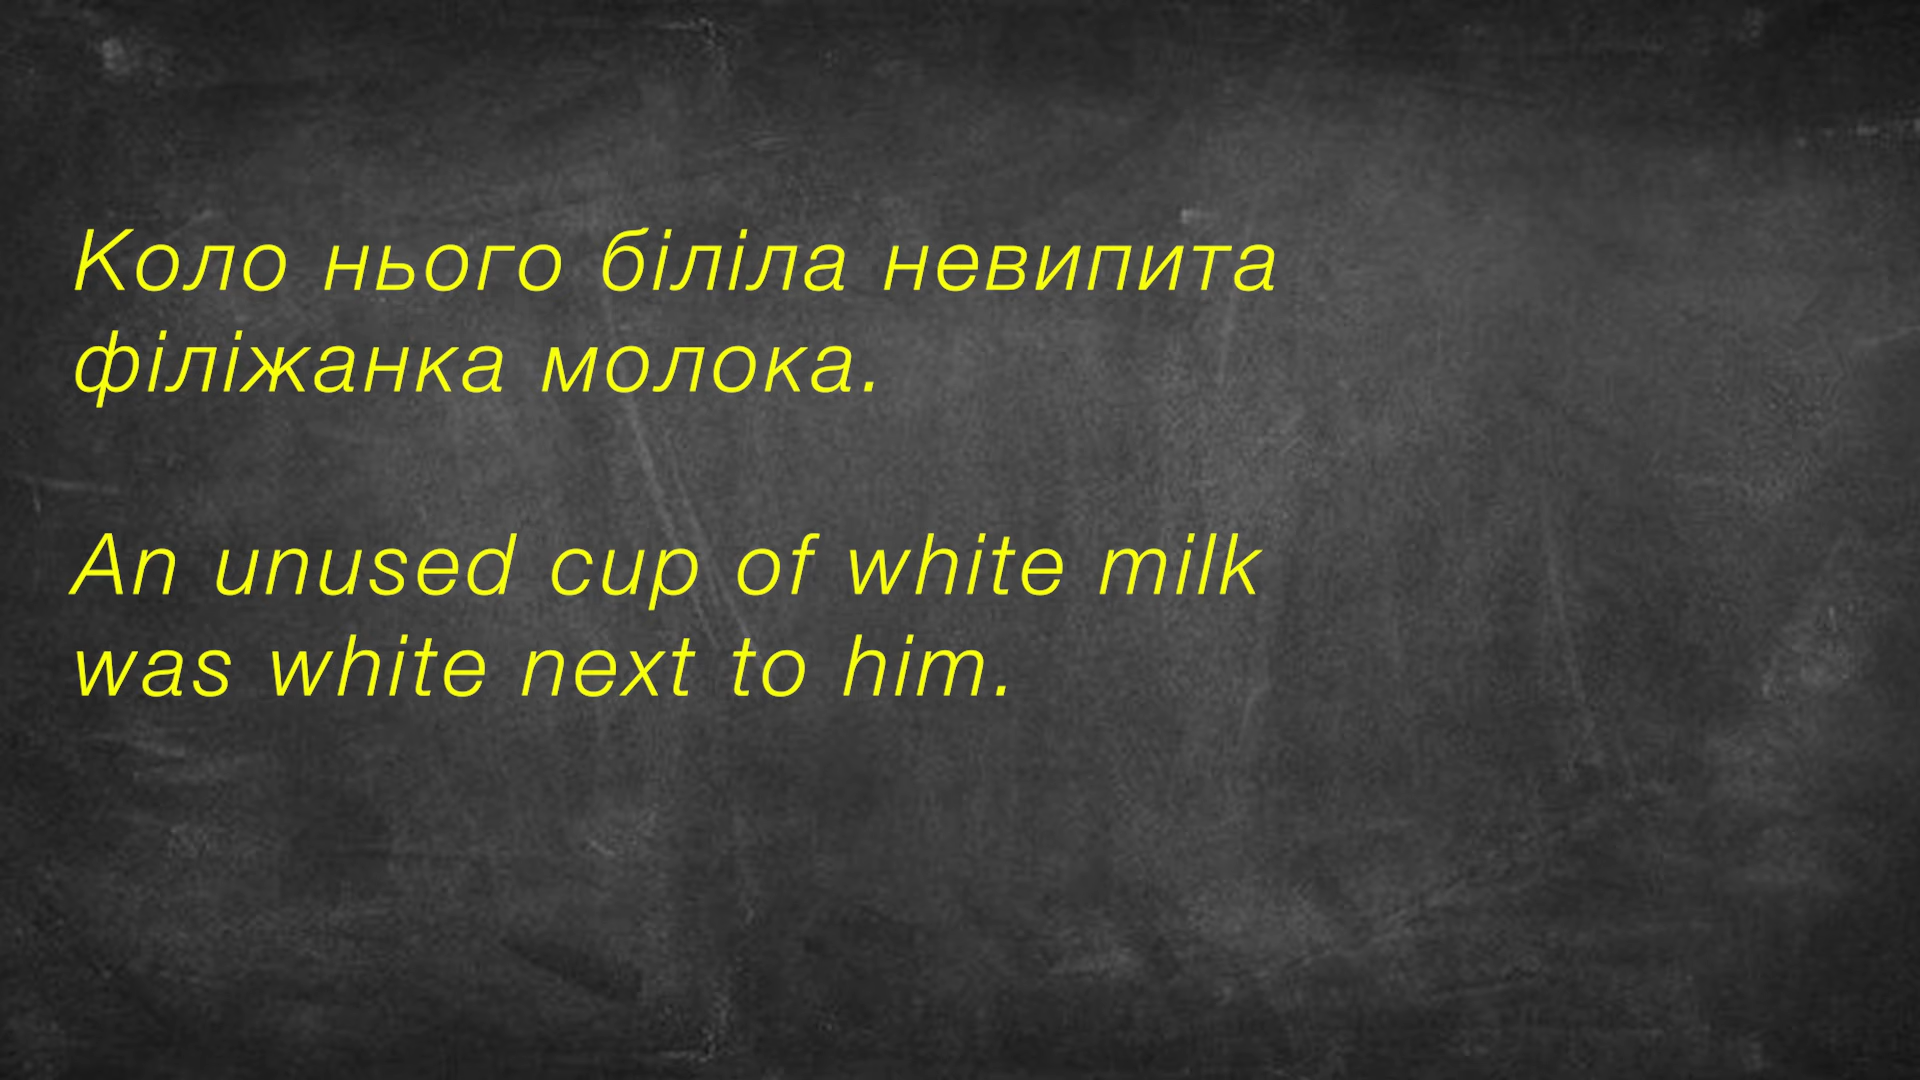 Коло нього біліла невипита
філіжанка молока.
An unused cup of white milk
was white next to him.